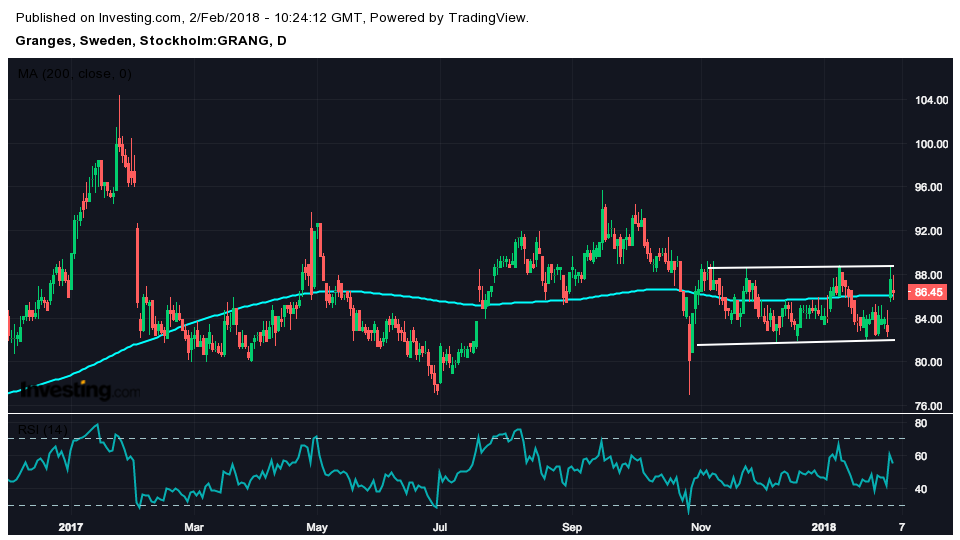 Published on Investing.com, 2/Feb/2018 - 10:24:12 GMT, Powered by TradingView.
Granges, Sweden, Stockholm:GRANG, D
MA (200, close, 0)
104.00
100.00
96.00
92.00
88.00
86.45
84.00
80.00
76.00
Investing.com
RSI (14)
80
60
40
2017 Mar May Jul Sep Nov 2018 7